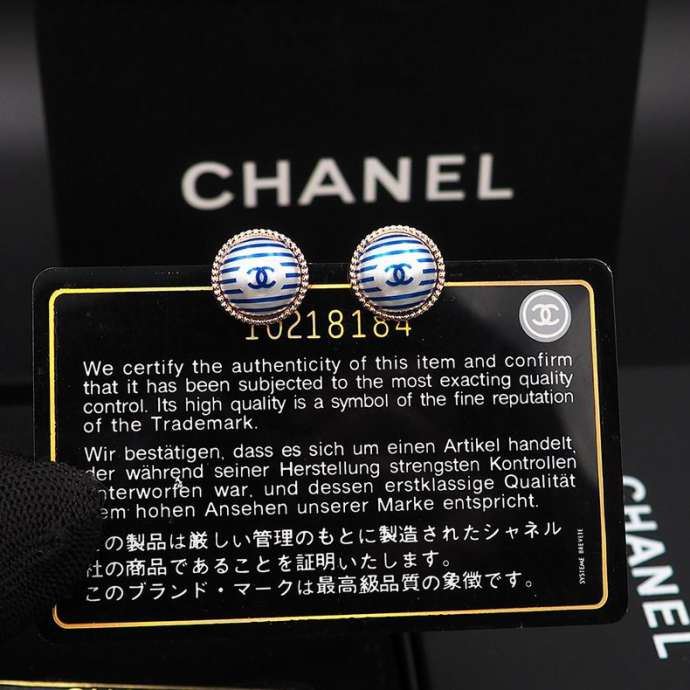 CHANEL
10218184
We certify the authenticity of this item and confirm
that it has been subjected to the most exacting quality
control. Its high quality is a symbol of the fine reputation
of the Trademark.
Wir bestätigen, dass es sich um einen Artikel handelt,
der während seiner Herstellung strengsten Kontrollen
unterworfen war, und dessen erstklassige Qualität
dem hohen Ansehen unserer Marke entspricht.
この製品は厳しい管理のもとに製造されたシャネル
社の商品であることを証明いたします。
このブランド・マークは最高級品質の象徴です。
SYSTEME BREVETE
CHANEL